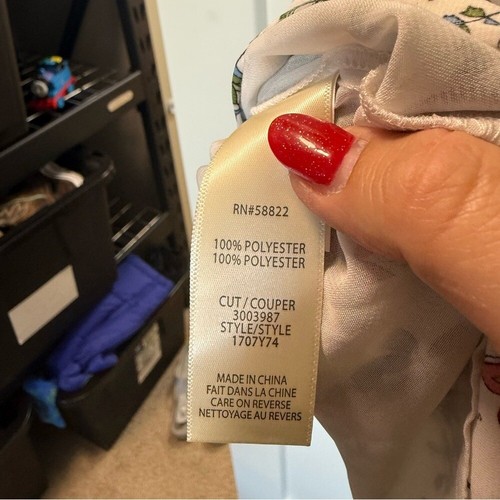 RN#58822
100% POLYESTER
100% POLYESTER
CUT / COUPER
3003987
STYLE/STYLE
1707Y74
MADE IN CHINA
FAIT DANS LA CHINE
CARE ON REVERSE
NETTOYAGE AU REVERS